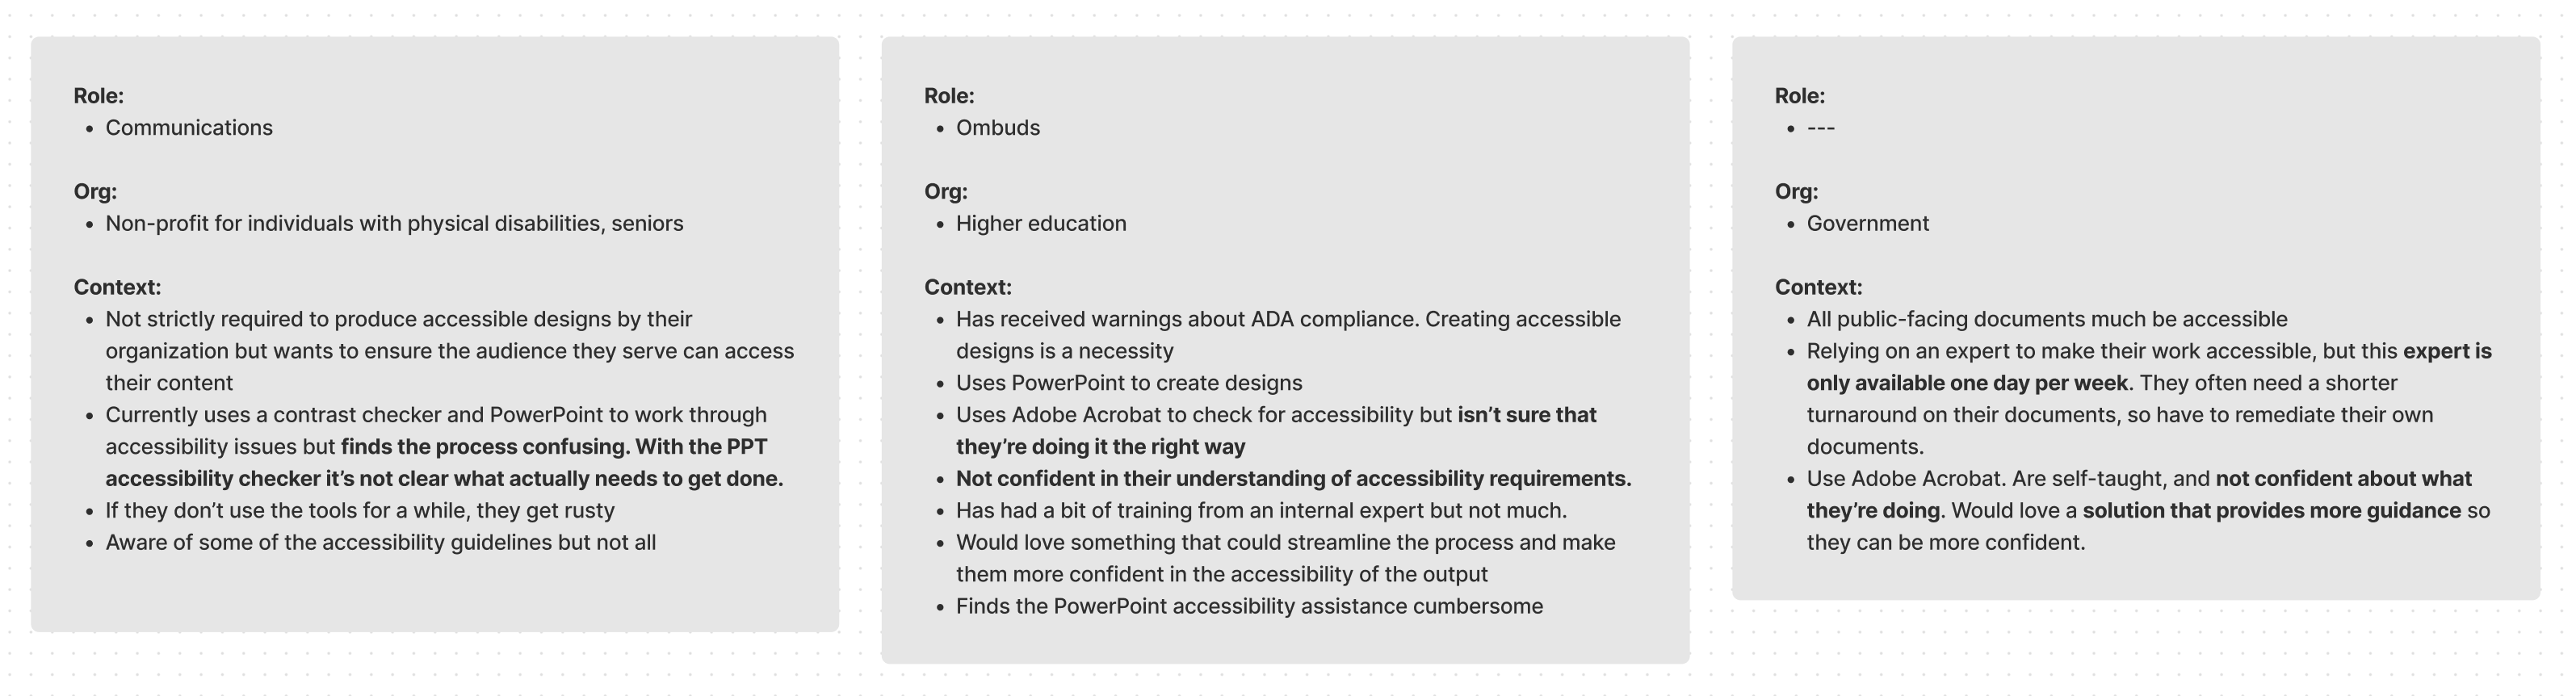 Role:
• Communications
Org:
• Non-profit for individuals with physical disabilities, seniors
Context:
• Not strictly required to produce accessible designs by their
organization but wants to ensure the audience they serve can access
their content
• Currently uses a contrast checker and PowerPoint to work through
accessibility issues but finds the process confusing. With the PPT
accessibility checker it’s not clear what actually needs to get done.
• If they don’t use the tools for a while, they get rusty
• Aware of some of the accessibility guidelines but not all
Role:
• Ombuds
Org:
• Higher education
Context:
• Has received warnings about ADA compliance. Creating accessible
designs is a necessity
• Uses PowerPoint to create designs
• Uses Adobe Acrobat to check for accessibility but isn’t sure that
they’re doing it the right way
• Not confident in their understanding of accessibility requirements.
• Has had a bit of training from an internal expert but not much.
• Would love something that could streamline the process and make
them more confident in the accessibility of the output
• Finds the PowerPoint accessibility assistance cumbersome
Role:
• ---
Org:
• Government
Context:
• All public-facing documents much be accessible
• Relying on an expert to make their work accessible, but this expert is
only available one day per week. They often need a shorter
turnaround on their documents, so have to remediate their own
documents.
• Use Adobe Acrobat. Are self-taught, and not confident about what
they’re doing. Would love a solution that provides more guidance so
they can be more confident.